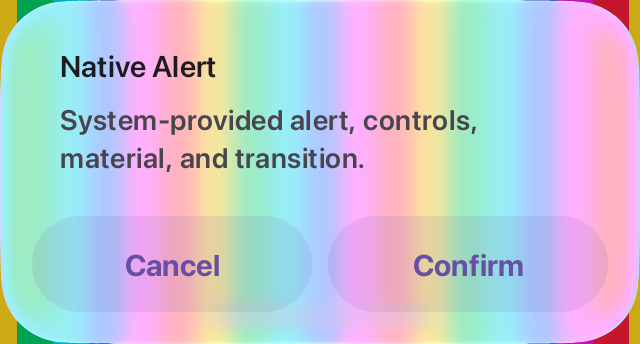 Native Alert
System-provided alert, controls,
material, and transition.
Cancel
Confirm